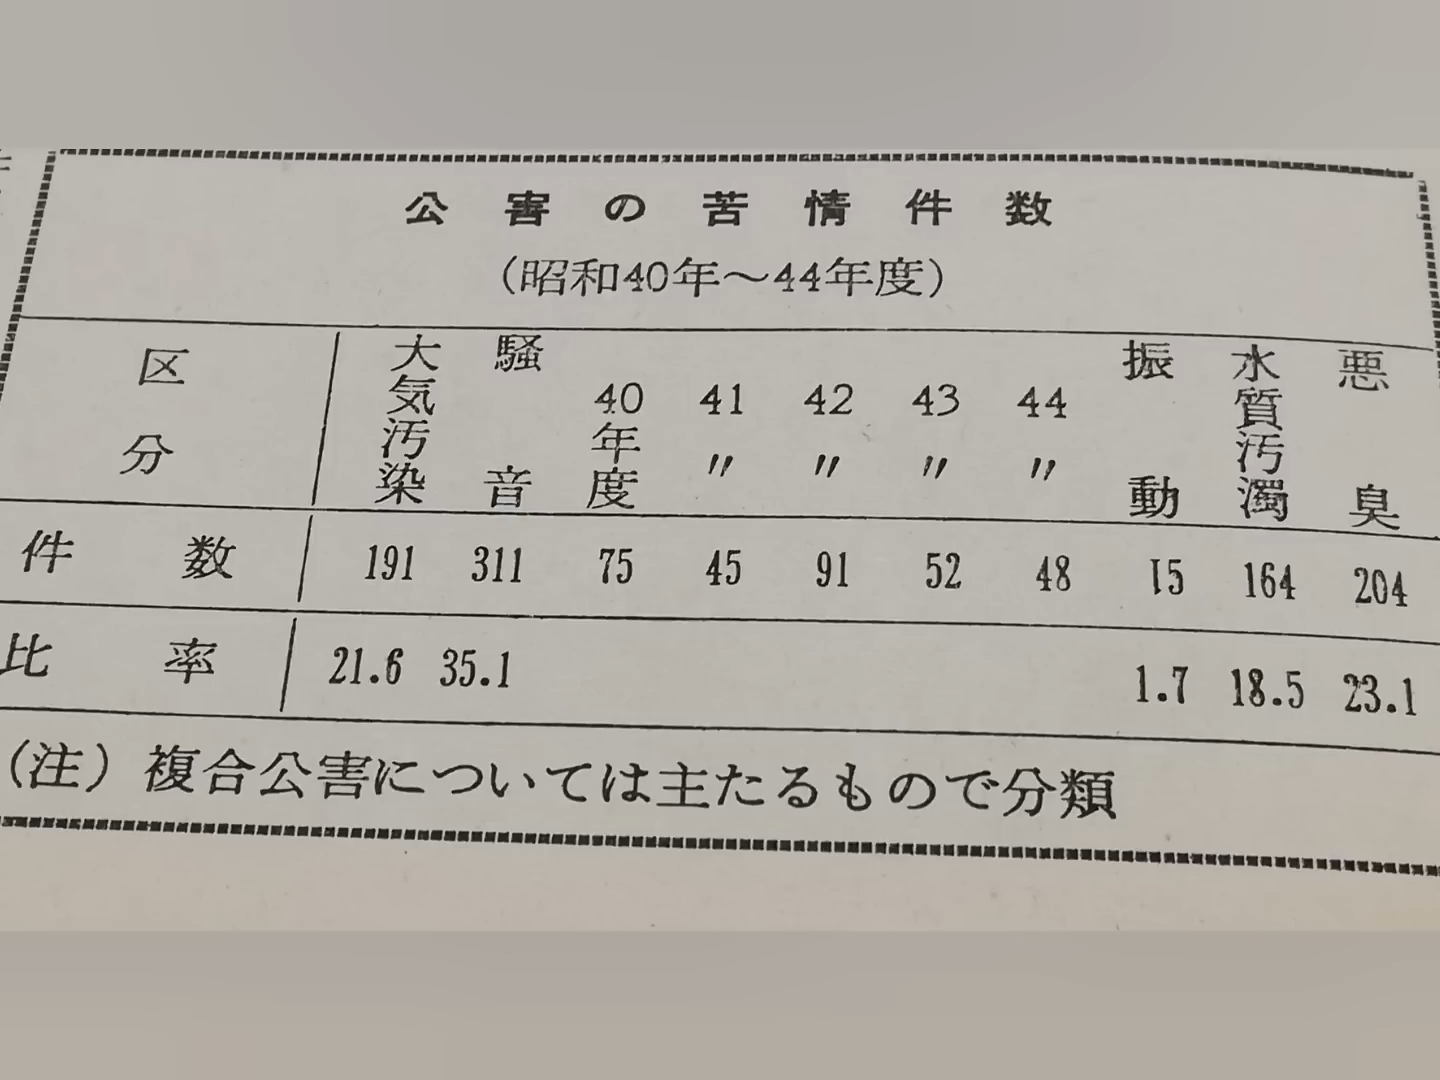 公害の苦情件数
（昭和40年～44年度）
区分 大気汚染 騒音 40年度 41〃 42〃 43〃 44〃 振動 水質汚濁 悪臭
件数 191 311 75 45 91 52 48 15 164 204
比率 21.6 35.1 1.7 18.5 23.1
（注）複合公害については主たるもので分類